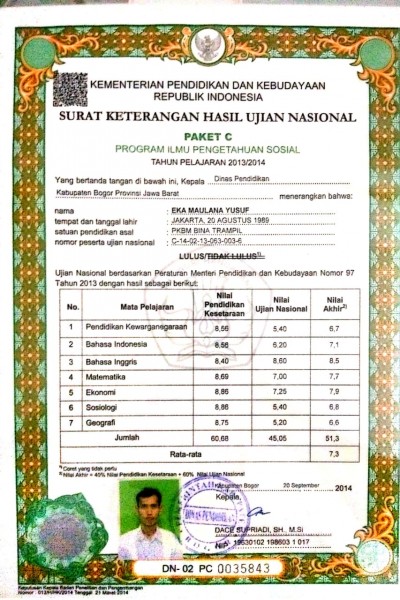 KEMENTERIAN PENDIDIKAN DAN KEBUDAYAAN
REPUBLIK INDONESIA
SURAT KETERANGAN HASIL UJIAN NASIONAL
PAKET C
PROGRAM ILMU PENGETAHUAN SOSIAL
TAHUN PELAJARAN 2013/2014
Yang bertanda tangan di bawah ini, Kepala Dinas Pendidikan
Kabupaten Bogor Provinsi Jawa Barat menerangkan bahwa:
nama : EKA MAULANA YUSUF
tempat dan tanggal lahir : JAKARTA, 20 AGUSTUS 1989
satuan pendidikan asal : PKBM BINA TRAMPIL
nomor peserta ujian nasional : C-14-02-13-063-003-6
LULUS/TIDAK LULUS1)
Ujian Nasional berdasarkan Peraturan Menteri Pendidikan dan Kebudayaan Nomor 97
Tahun 2013 dengan hasil sebagai berikut:
No. Mata Pelajaran Nilai Pendidikan Kesetaraan Nilai Ujian Nasional Nilai Akhir2)
1 Pendidikan Kewarganegaraan 8,56 5,40 6,7
2 Bahasa Indonesia 8,56 6,20 7,1
3 Bahasa Inggris 8,40 8,60 8,5
4 Matematika 8,69 7,00 7,7
5 Ekonomi 8,86 7,25 7,9
6 Sosiologi 8,86 5,40 6,8
7 Geografi 8,75 5,20 6,6
Jumlah 60,68 45,05 51,3
Rata-rata 7,3
1) Coret yang tidak perlu
2) Nilai Akhir = 40% Nilai Pendidikan Kesetaraan + 60% Nilai Ujian Nasional
Kabupaten Bogor 20 September 2014
Kepala
DACE SUPRIADI, SH., M.Si
NIP. 19630102 198603 1 017
DN- 02 PC 0035843
Keputusan Kepala Badan Penelitian dan Pengembangan
Nomor : 013/H/HK/2014 Tanggal 21 Maret 2014